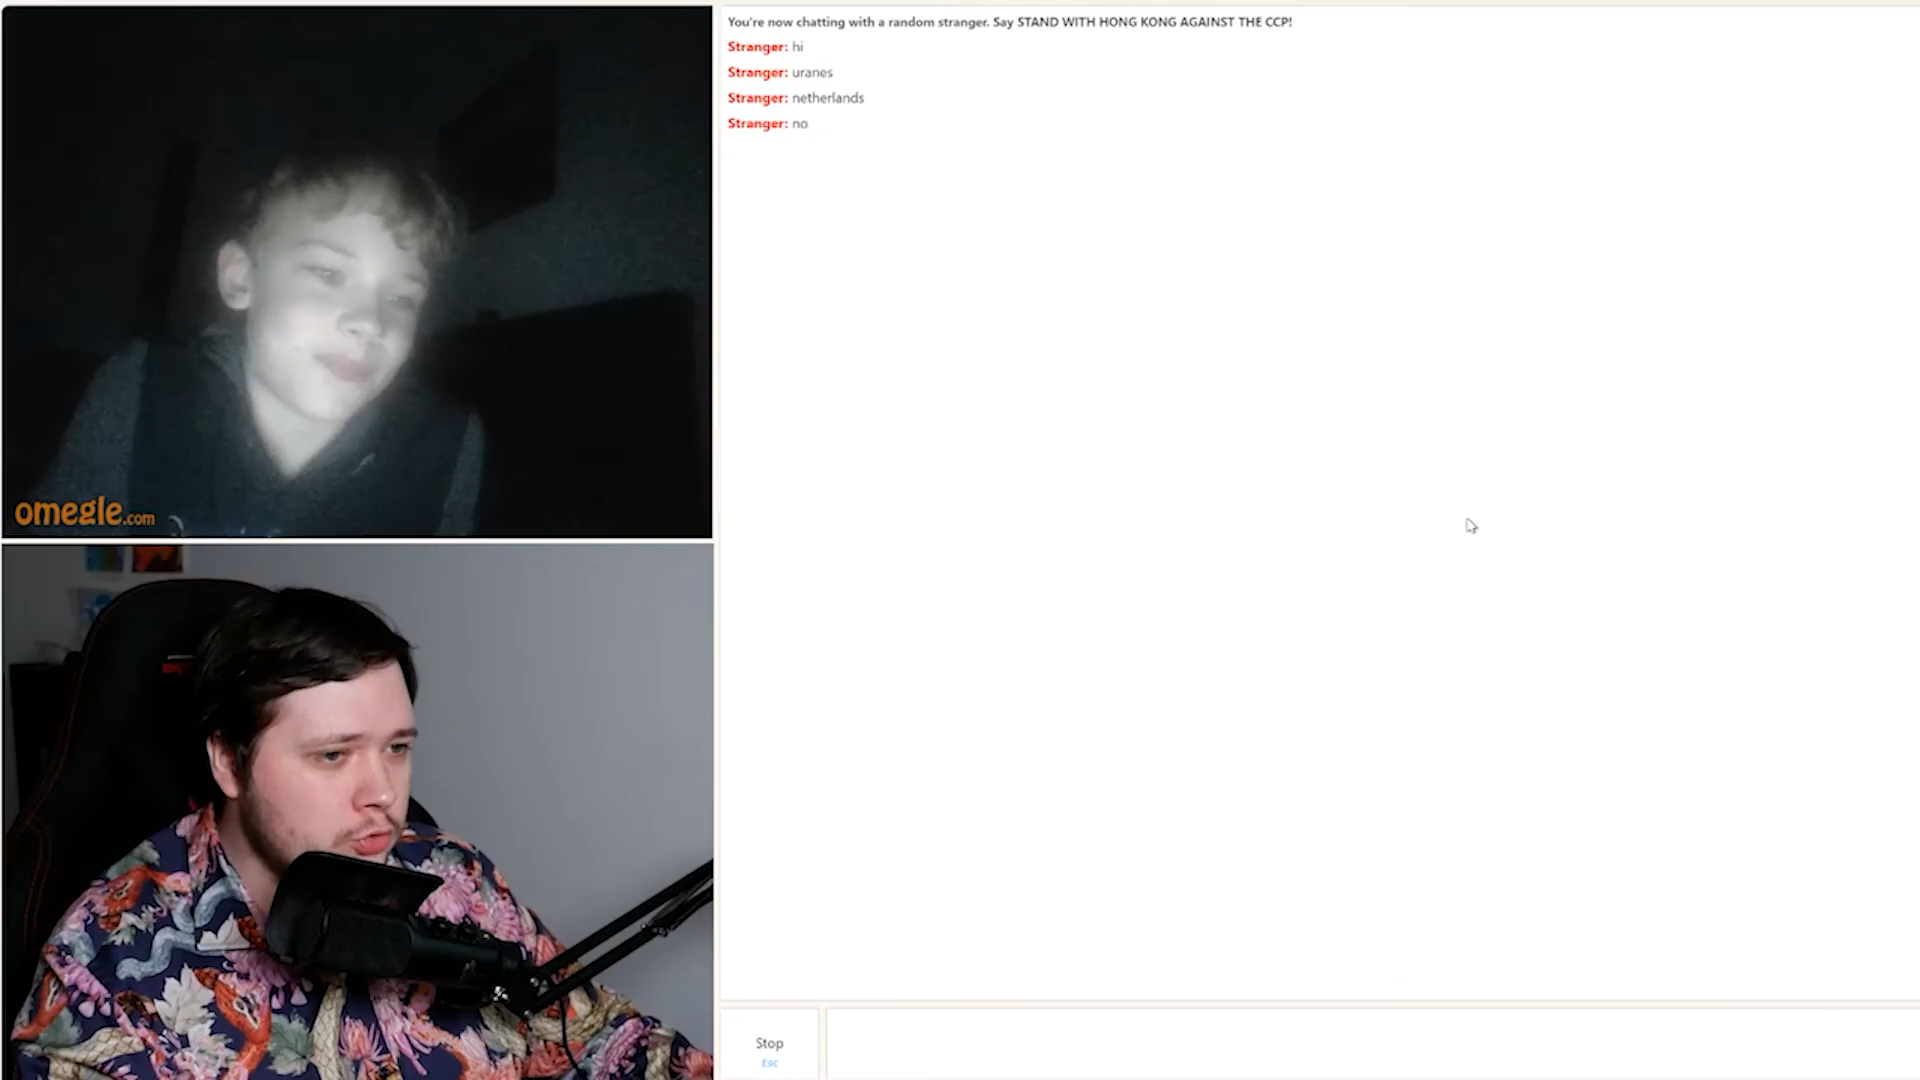 You're now chatting with a random stranger. Say STAND WITH HONG KONG AGAINST THE CCP!
Stranger: hi
Stranger: uranes
Stranger: netherlands
Stranger: no
omegle.com
Stop
Esc